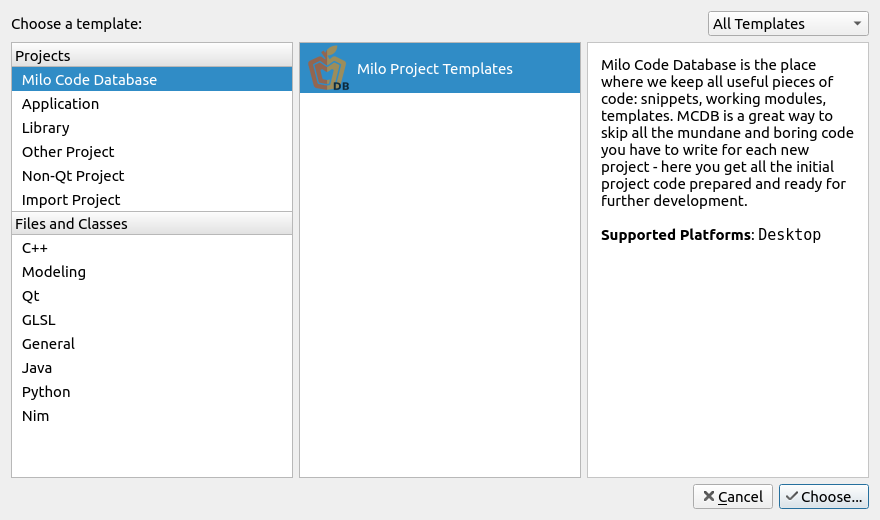 Choose a template:
All Templates
Projects
Milo Code Database
Application
Library
Other Project
Non-Qt Project
Import Project
Files and Classes
C++
Modeling
Qt
GLSL
General
Java
Python
Nim
DB
Milo Project Templates
Milo Code Database is the place
where we keep all useful pieces of
code: snippets, working modules,
templates. MCDB is a great way to
skip all the mundane and boring code
you have to write for each new
project - here you get all the initial
project code prepared and ready for
further development.
Supported Platforms: Desktop
Cancel
Choose...